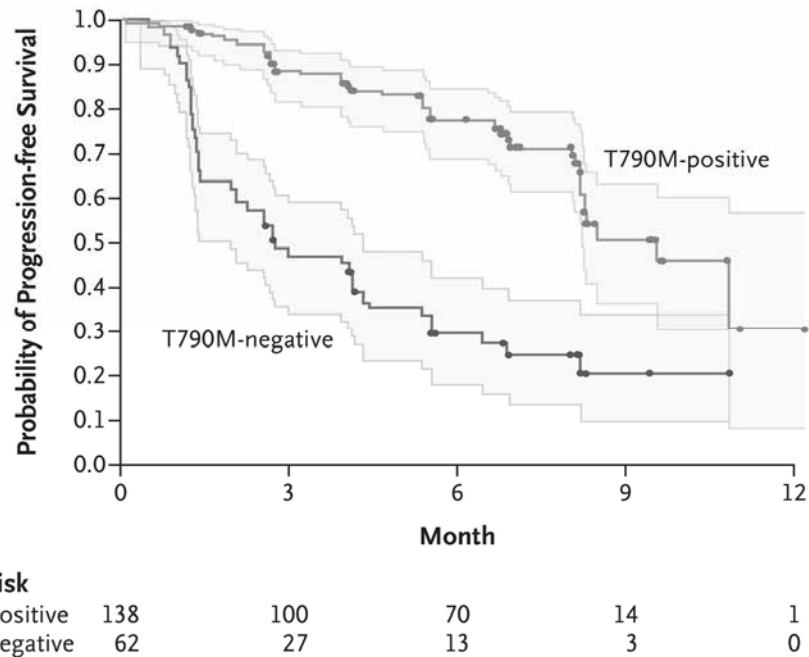 Probability of Progression-free Survival
1.0
0.9
0.8
0.7
0.6
0.5
0.4
0.3
0.2
0.1
0.0
T790M-positive
T790M-negative
0 3 6 9 12
Month
isk
ositive 138 100 70 14 1
egative 62 27 13 3 0